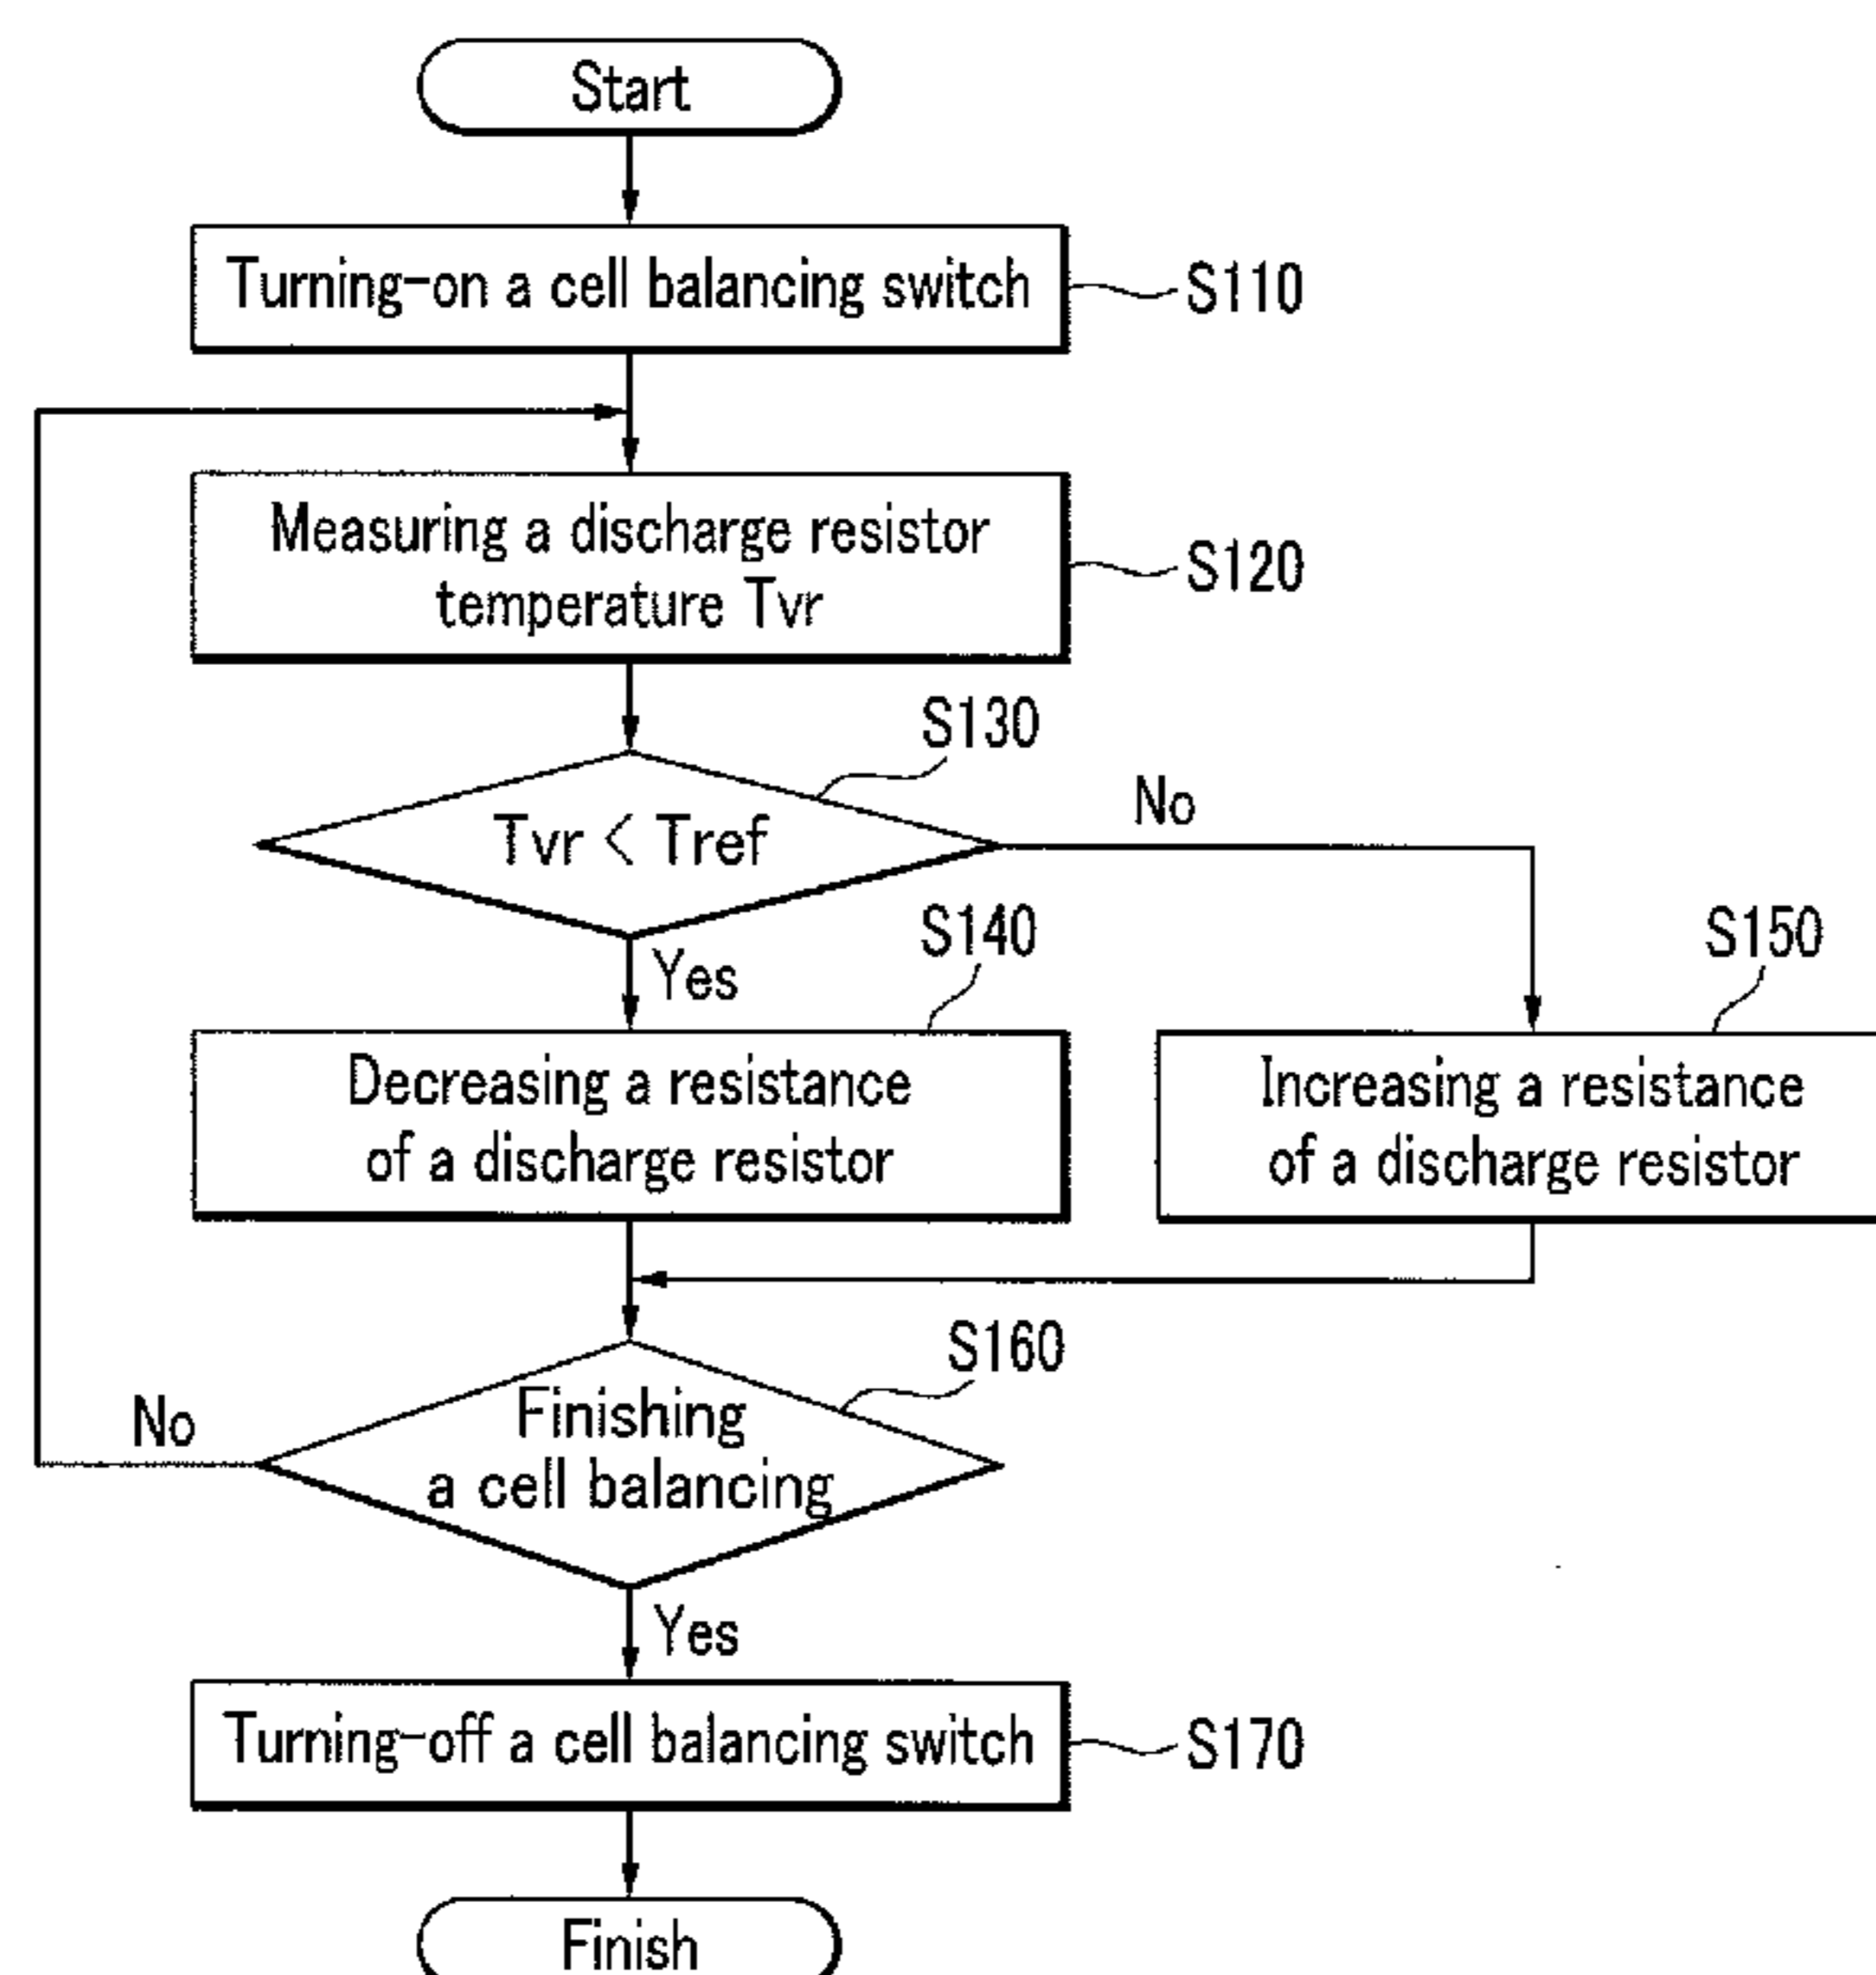 Start
Turning-on a cell balancing switch
S110
Measuring a discharge resistor
temperature Tvr
S120
S130
Tvr < Tref
No
Yes
S140
S150
Decreasing a resistance
of a discharge resistor
Increasing a resistance
of a discharge resistor
S160
Finishing
a cell balancing
No
Yes
Turning-off a cell balancing switch
S170
Finish